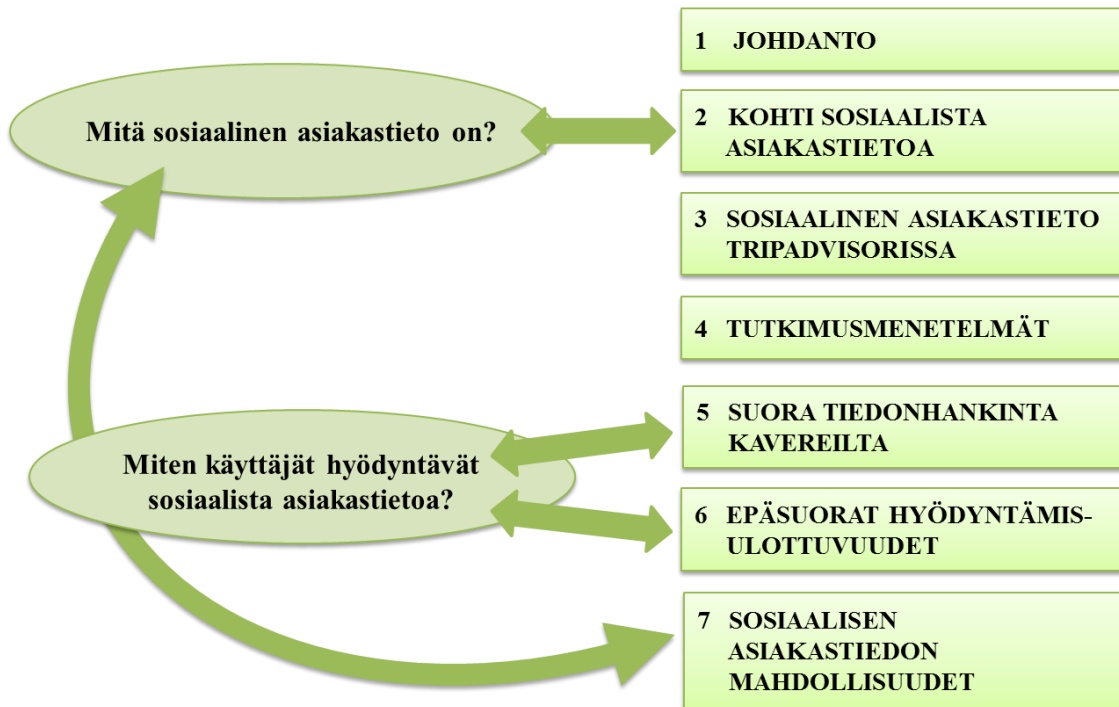 Mitä sosiaalinen asiakastieto on?
Miten käyttäjät hyödyntävät
sosiaalista asiakastietoa?
1 JOHDANTO
2 KOHTI SOSIAALISTA
ASIAKASTIETOA
3 SOSIAALINEN ASIAKASTIETO
TRIPADVISORISSA
4 TUTKIMUSMENETELMÄT
5 SUORA TIEDONHANKINTA
KAVEREILTA
6 EPÄSUORAT HYÖDYNTÄMIS-
ULOTTUVUUDET
7 SOSIAALISEN
ASIAKASTIEDON
MAHDOLLISUUDET